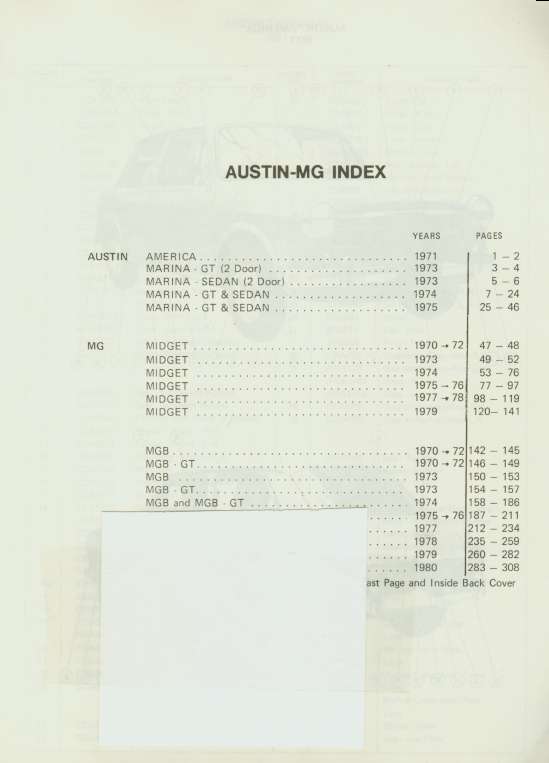 AUSTIN-MG INDEX
YEARS PAGES
AUSTIN AMERICA . . . . . . . . . . . . . . . . . . . . . . . . . . . . . . 1971 1 – 2
MARINA - GT (2 Door) . . . . . . . . . . . . . . . . . . . . 1973 3 – 4
MARINA - SEDAN (2 Door) . . . . . . . . . . . . . . . . . 1973 5 – 6
MARINA - GT & SEDAN . . . . . . . . . . . . . . . . . . . 1974 7 – 24
MARINA - GT & SEDAN . . . . . . . . . . . . . . . . . . . 1975 25 – 46
MG MIDGET . . . . . . . . . . . . . . . . . . . . . . . . . . . . . . . 1970 → 72 47 – 48
MIDGET . . . . . . . . . . . . . . . . . . . . . . . . . . . . . . 1973 49 – 52
MIDGET . . . . . . . . . . . . . . . . . . . . . . . . . . . . . . 1974 53 – 76
MIDGET . . . . . . . . . . . . . . . . . . . . . . . . . . . . . . 1975 → 76 77 – 97
MIDGET . . . . . . . . . . . . . . . . . . . . . . . . . . . . . . 1977 → 78 98 – 119
MIDGET . . . . . . . . . . . . . . . . . . . . . . . . . . . . . . 1979 120– 141
MGB . . . . . . . . . . . . . . . . . . . . . . . . . . . . . . . . . . 1970 → 72 142 – 145
MGB - GT. . . . . . . . . . . . . . . . . . . . . . . . . . . . . . . 1970 → 72 146 – 149
MGB . . . . . . . . . . . . . . . . . . . . . . . . . . . . . . . . . 1973 150 – 153
MGB - GT. . . . . . . . . . . . . . . . . . . . . . . . . . . . . . . 1973 154 – 157
MGB and MGB - GT . . . . . . . . . . . . . . . . . . . . . . . 1974 158 – 186
. . . . . 1975 → 76 187 – 211
. . . . . 1977 212 – 234
. . . . . 1978 235 – 259
. . . . . 1979 260 – 282
. . . . . 1980 283 – 308
ast Page and Inside Back Cover